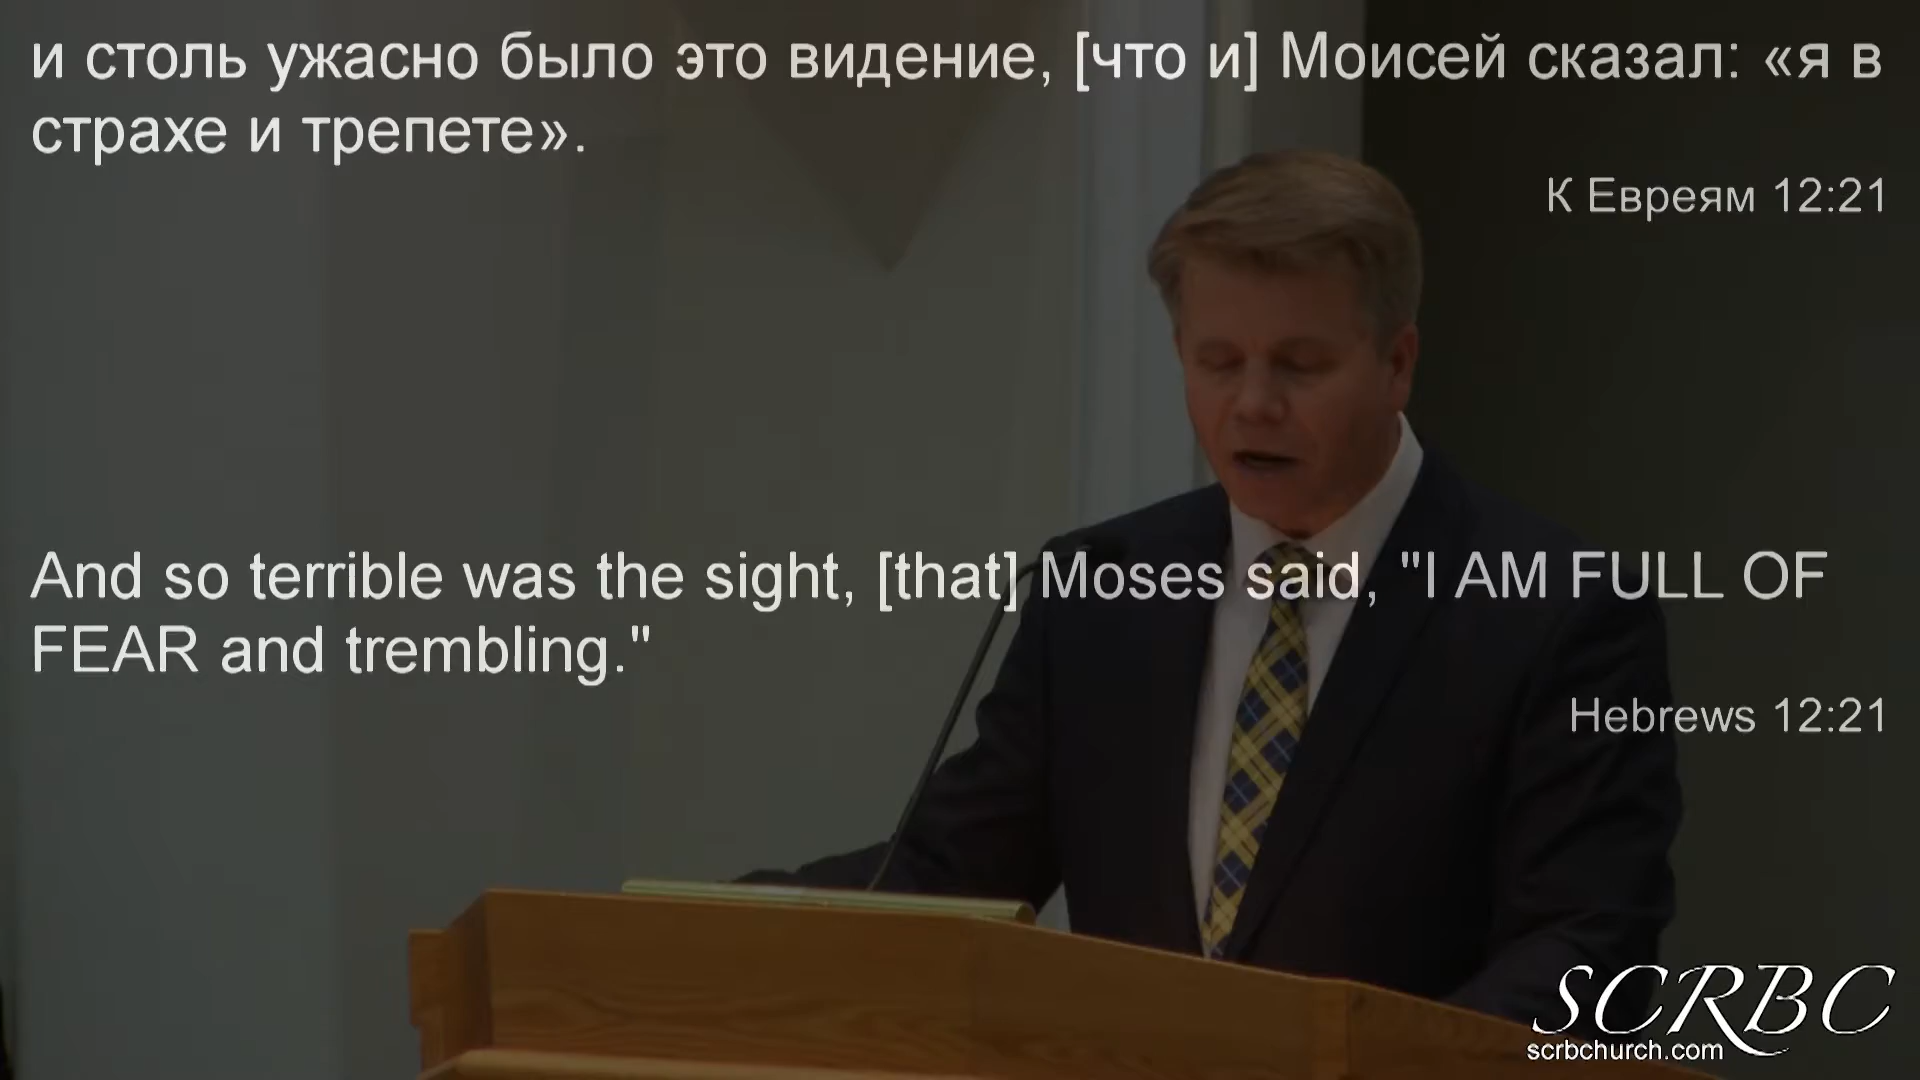 и столь ужасно было это видение, [что и] Моисей сказал: «я в
страхе и трепете».
К Евреям 12:21
And so terrible was the sight, [that] Moses said, "I AM FULL OF
FEAR and trembling."
Hebrews 12:21
SCRBC
scrbchurch.com